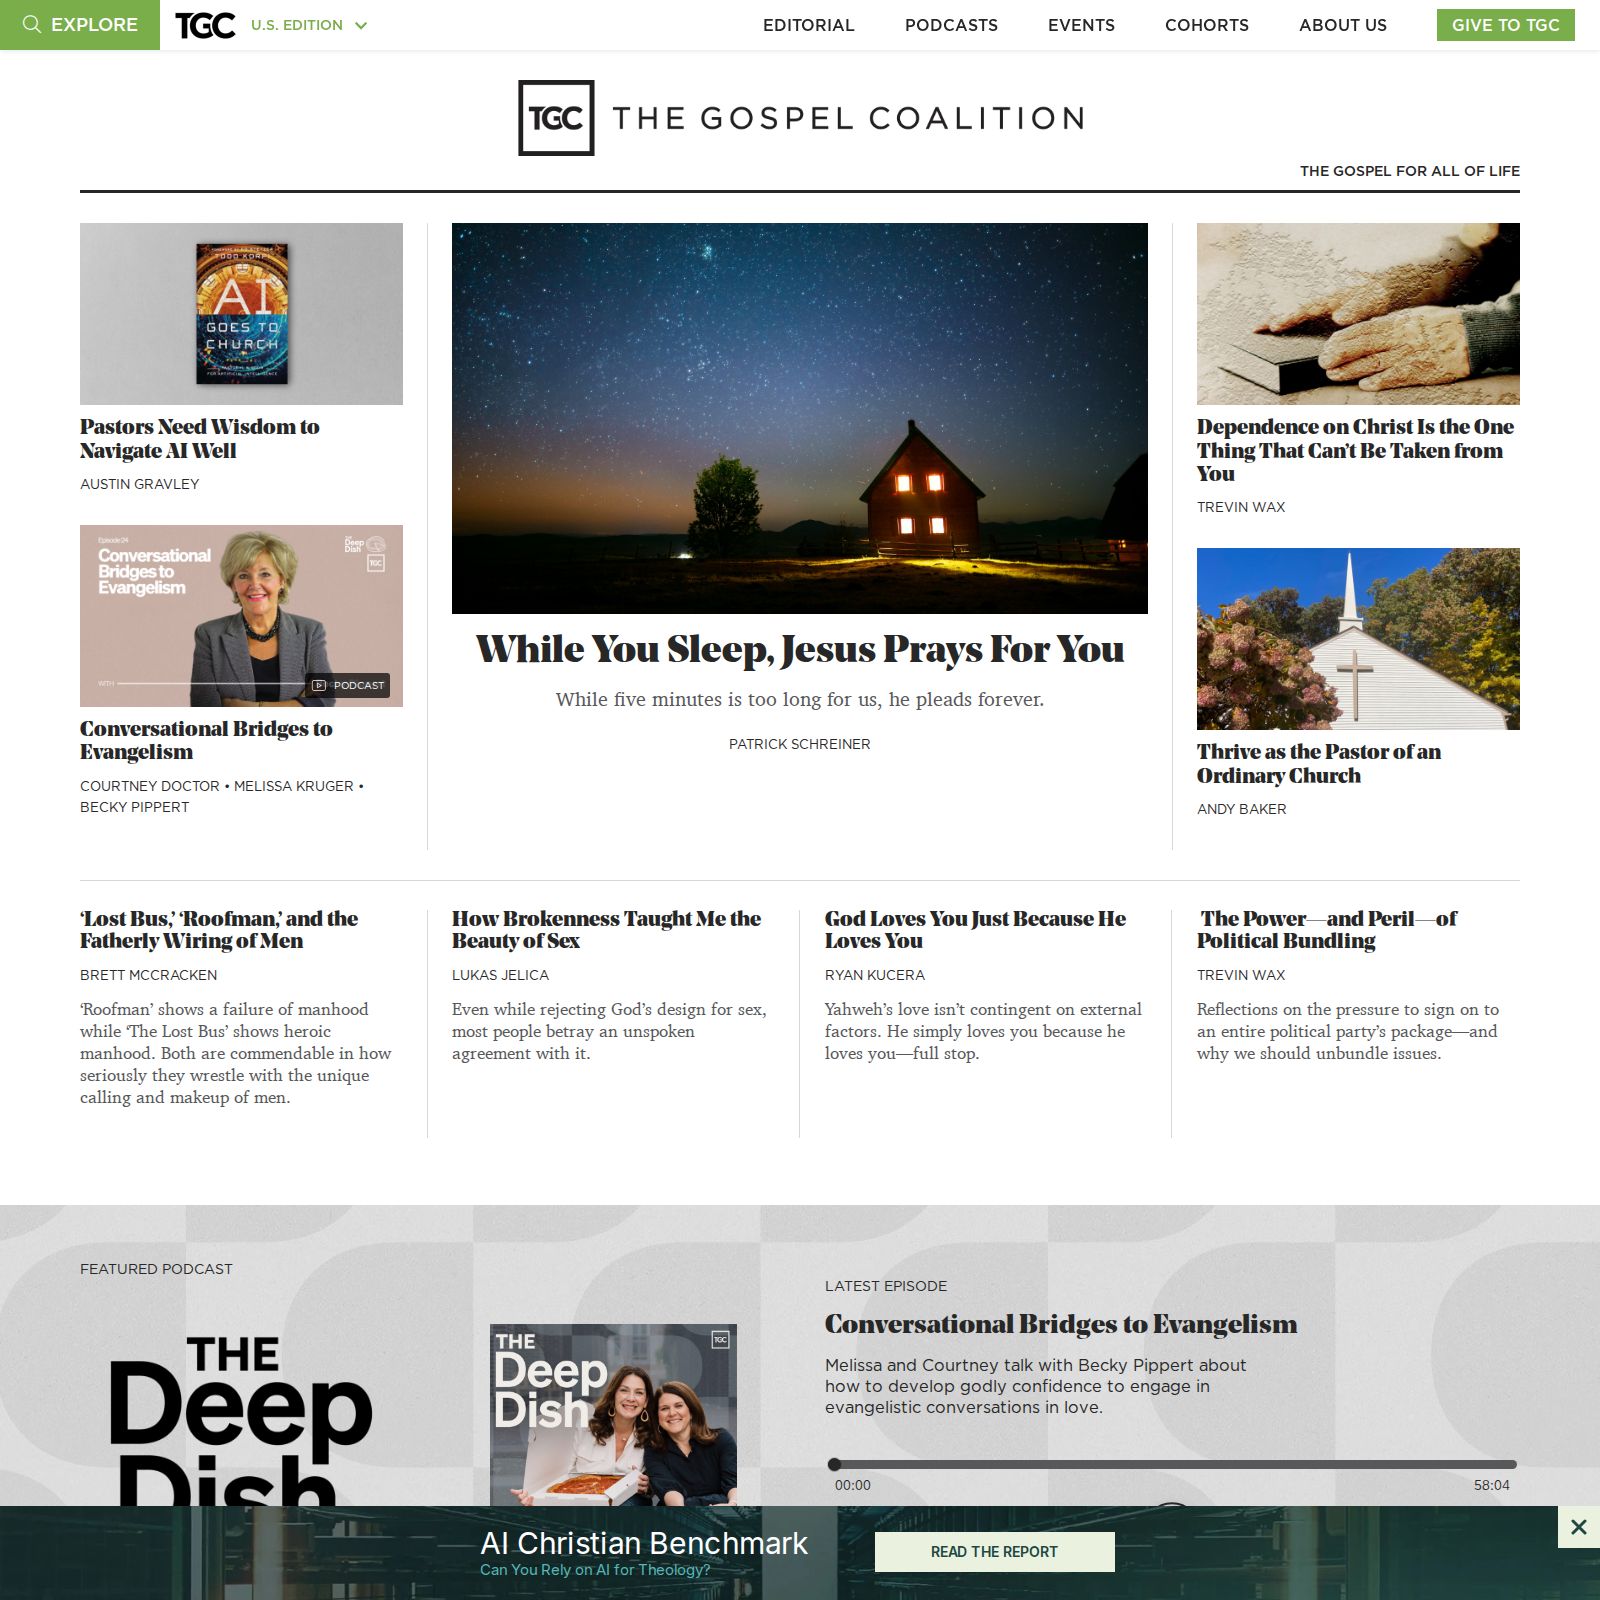 EXPLORE
TGC
U.S. EDITION
EDITORIAL
PODCASTS
EVENTS
COHORTS
ABOUT US
GIVE TO TGC
TGC
THE GOSPEL COALITION
THE GOSPEL FOR ALL OF LIFE
TODD KORPI
AI
GOES TO
CHURCH
Pastors Need Wisdom to
Navigate AI Well
AUSTIN GRAVLEY
Episode 24
Conversational
Bridges to
Evangelism
Deep
Dish
TGC
WITH
PODCAST
Conversational Bridges to
Evangelism
COURTNEY DOCTOR • MELISSA KRUGER •
BECKY PIPPERT
While You Sleep, Jesus Prays For You
While five minutes is too long for us, he pleads forever.
PATRICK SCHREINER
Dependence on Christ Is the One
Thing That Can’t Be Taken from
You
TREVIN WAX
Thrive as the Pastor of an
Ordinary Church
ANDY BAKER
‘Lost Bus,’ ‘Roofman,’ and the
Fatherly Wiring of Men
BRETT MCCRACKEN
‘Roofman’ shows a failure of manhood
while ‘The Lost Bus’ shows heroic
manhood. Both are commendable in how
seriously they wrestle with the unique
calling and makeup of men.
How Brokenness Taught Me the
Beauty of Sex
LUKAS JELICA
Even while rejecting God’s design for sex,
most people betray an unspoken
agreement with it.
God Loves You Just Because He
Loves You
RYAN KUCERA
Yahweh’s love isn’t contingent on external
factors. He simply loves you because he
loves you—full stop.
The Power—and Peril—of
Political Bundling
TREVIN WAX
Reflections on the pressure to sign on to
an entire political party’s package—and
why we should unbundle issues.
FEATURED PODCAST
THE
Deep
Dish
THE
Deep
Dish
TGC
LATEST EPISODE
Conversational Bridges to Evangelism
Melissa and Courtney talk with Becky Pippert about
how to develop godly confidence to engage in
evangelistic conversations in love.
00:00
58:04
AI Christian Benchmark
Can You Rely on AI for Theology?
READ THE REPORT